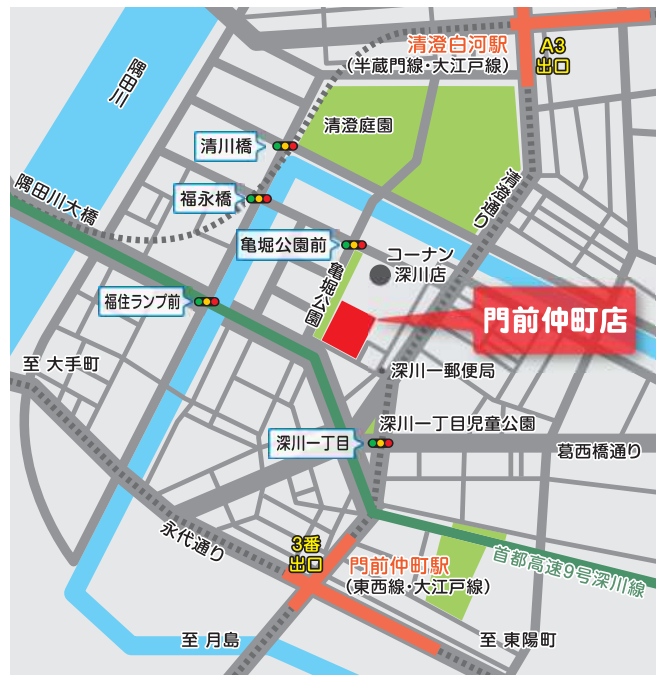 清澄白河駅
(半蔵門線・大江戸線)
A3
出口
隅田川
清澄庭園
清川橋
清澄通り
福永橋
隅田川大橋
亀堀公園前
コーナン
深川店
亀堀公園
福住ランプ前
門前仲町店
至 大手町
深川一郵便局
深川一丁目児童公園
深川一丁目
葛西橋通り
永代通り
3番
出口
門前仲町駅
(東西線・大江戸線)
首都高速9号深川線
至 月島
至 東陽町